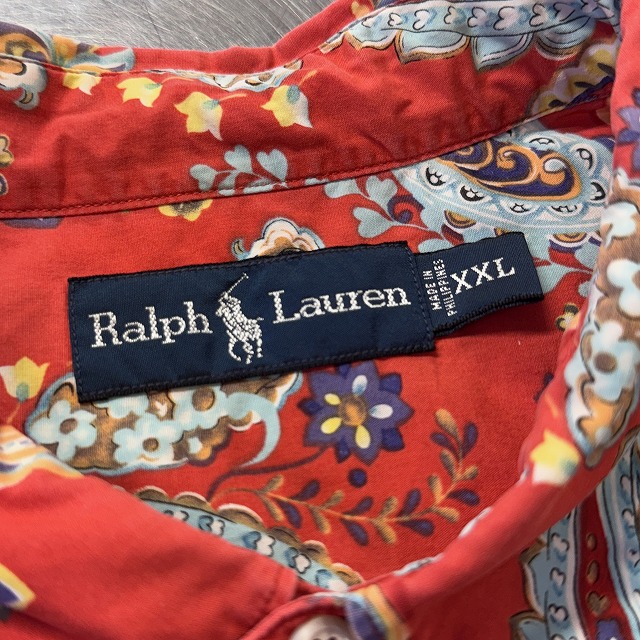 Ralph Lauren
MADE IN
PHILIPPINES
XXL